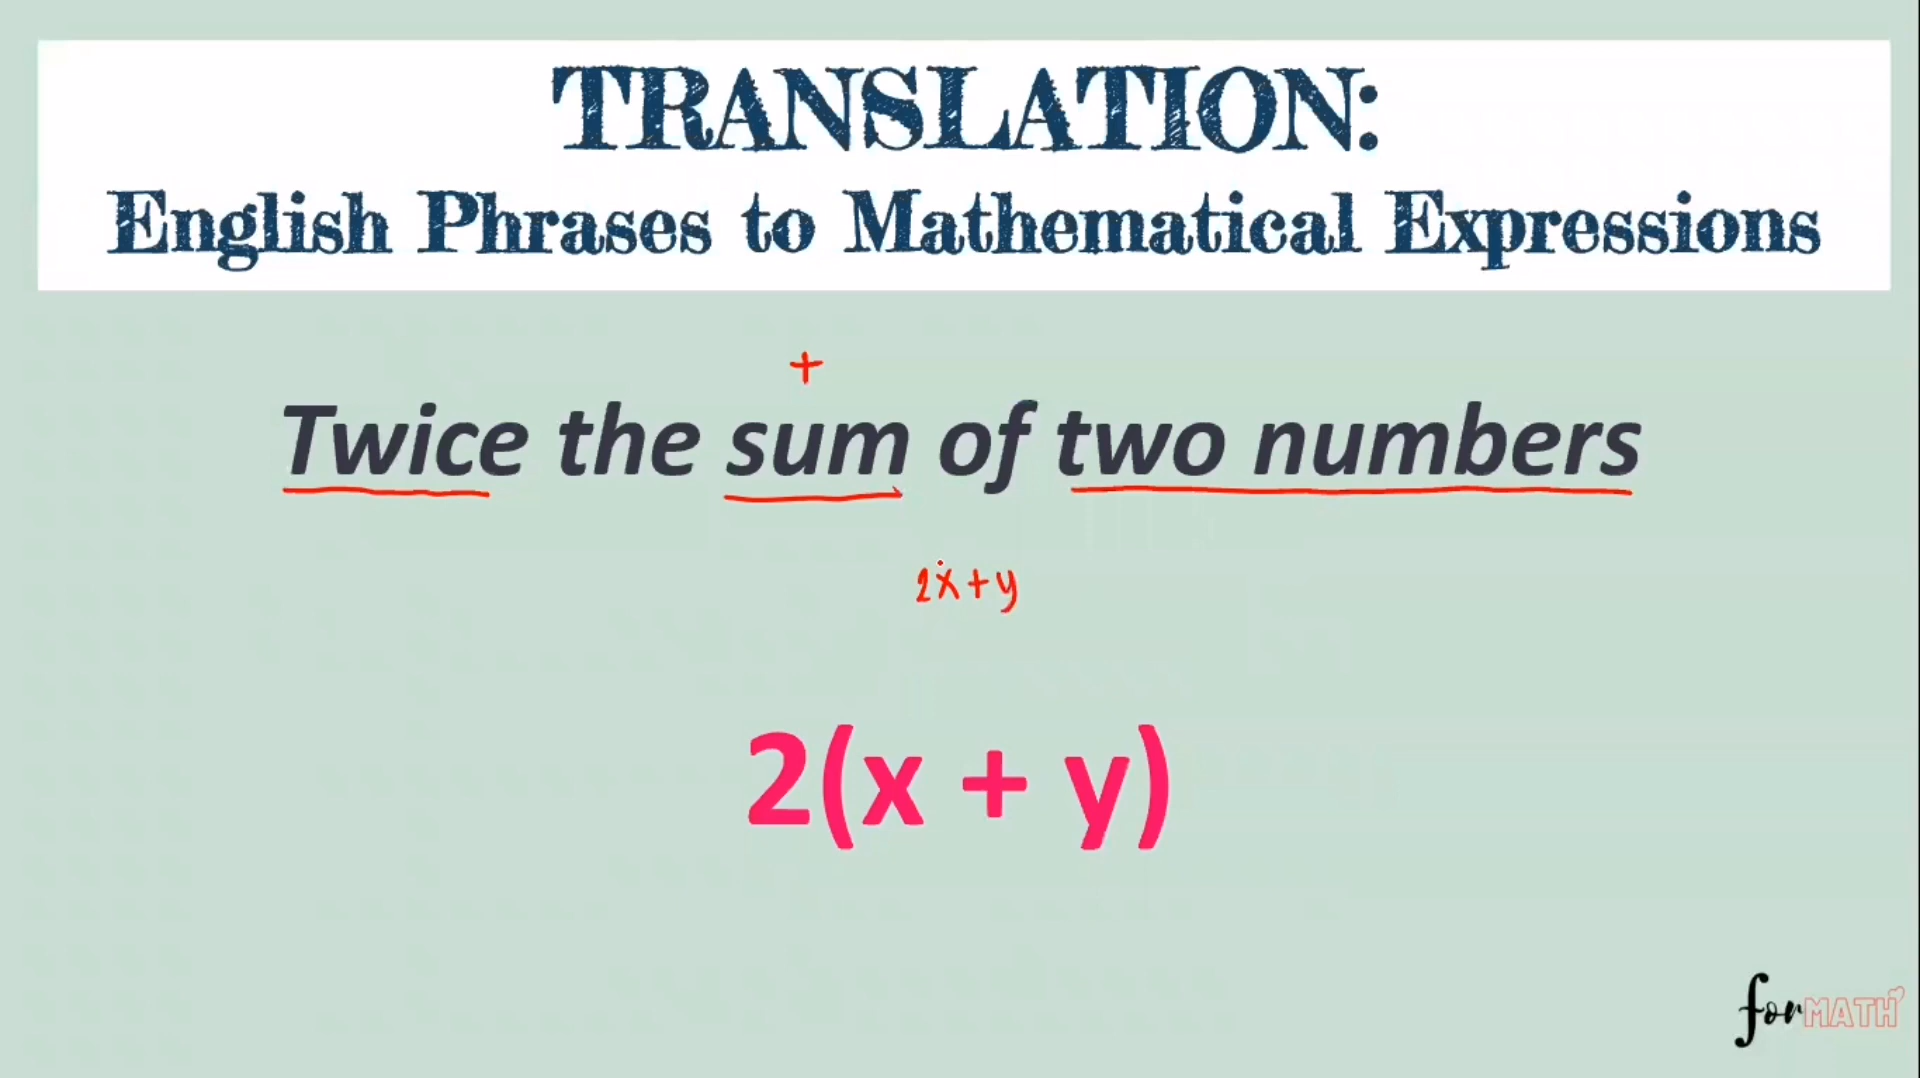 TRANSLATION:
English Phrases to Mathematical Expressions
+
Twice the sum of two numbers
2x+y
2(x + y)
forMATH